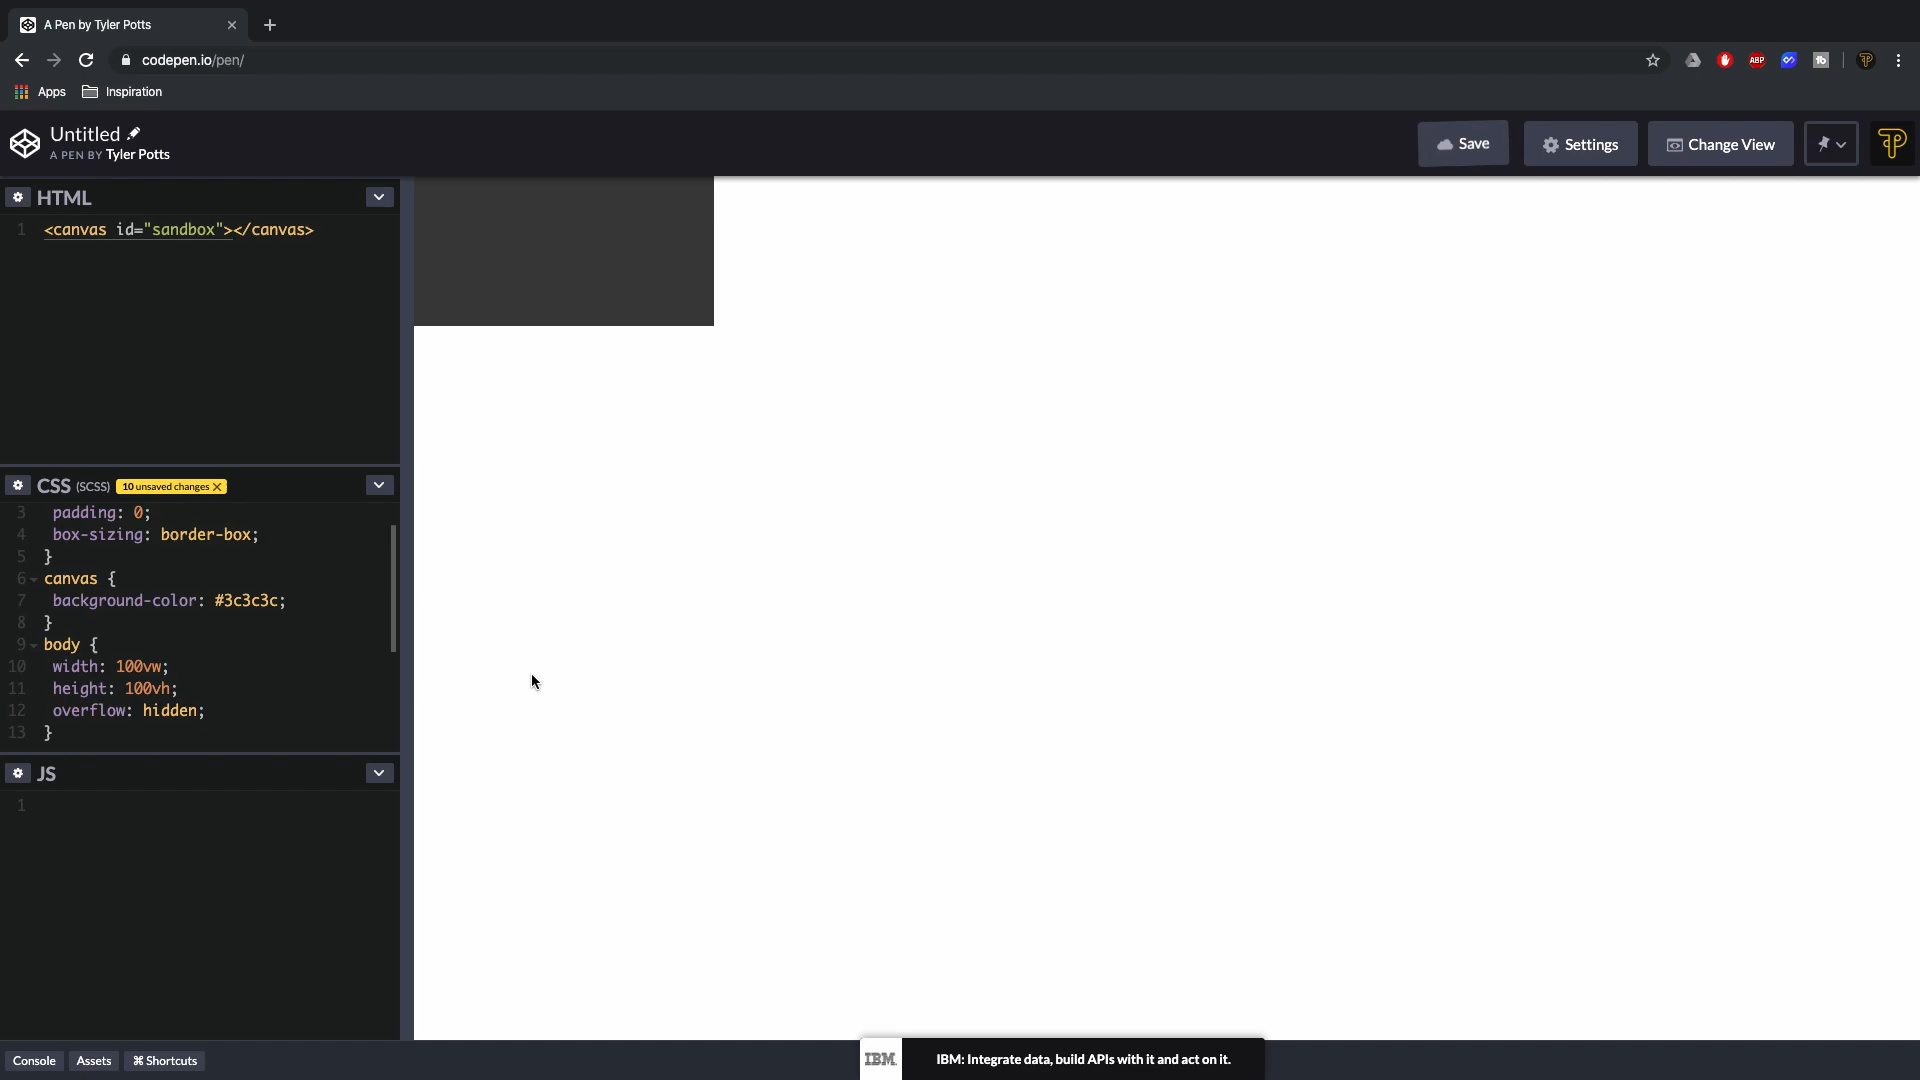 A Pen by Tyler Potts
codepen.io/pen/
ABP
tb
Apps
Inspiration
Untitled
A PEN BY Tyler Potts
Save
Settings
Change View
HTML
1 <canvas id="sandbox"></canvas>
CSS (SCSS) 10 unsaved changes X
3 padding: 0;
4 box-sizing: border-box;
5 }
6 canvas {
7 background-color: #3c3c3c;
8 }
9 body {
10 width: 100vw;
11 height: 100vh;
12 overflow: hidden;
13 }
JS
1
Console
Assets
⌘ Shortcuts
IBM
IBM: Integrate data, build APIs with it and act on it.